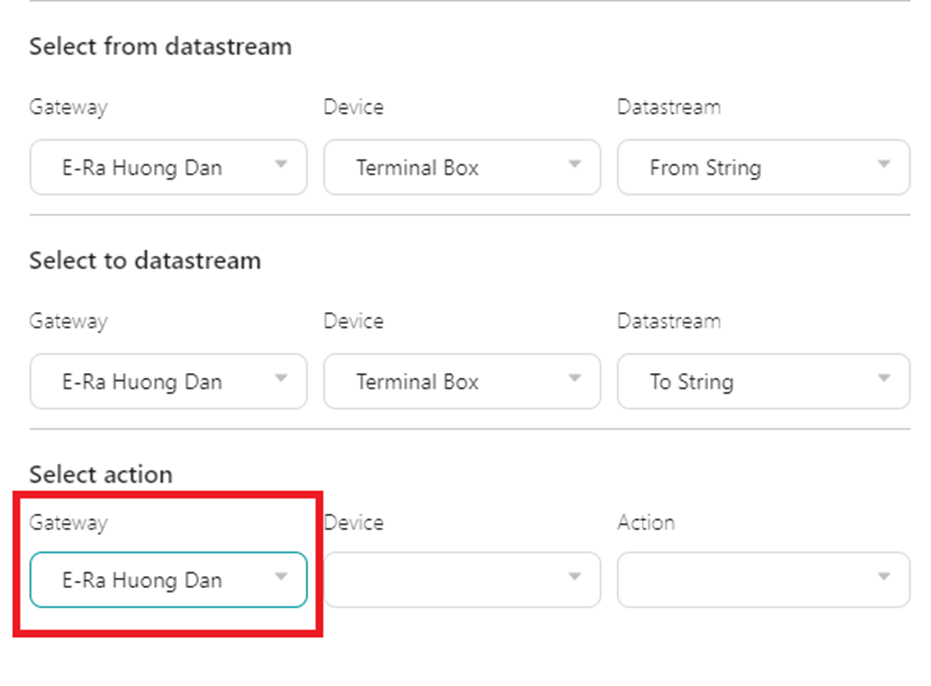 Select from datastream
Gateway Device Datastream
E-Ra Huong Dan Terminal Box From String
Select to datastream
Gateway Device Datastream
E-Ra Huong Dan Terminal Box To String
Select action
Gateway Device Action
E-Ra Huong Dan